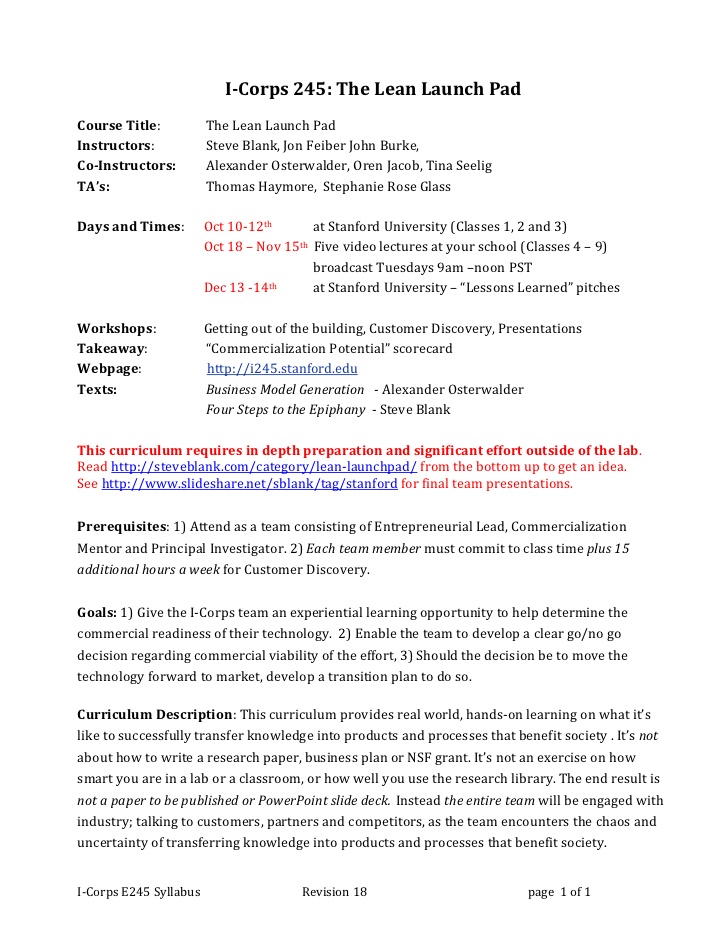 I-Corps 245: The Lean Launch Pad
Course Title: The Lean Launch Pad
Instructors: Steve Blank, Jon Feiber John Burke,
Co-Instructors: Alexander Osterwalder, Oren Jacob, Tina Seelig
TA's: Thomas Haymore, Stephanie Rose Glass
Days and Times: Oct 10-12th at Stanford University (Classes 1, 2 and 3)
Oct 18 – Nov 15th Five video lectures at your school (Classes 4 – 9)
broadcast Tuesdays 9am –noon PST
Dec 13 -14th at Stanford University – “Lessons Learned” pitches
Workshops: Getting out of the building, Customer Discovery, Presentations
Takeaway: “Commercialization Potential” scorecard
Webpage: http://i245.stanford.edu
Texts: Business Model Generation - Alexander Osterwalder
Four Steps to the Epiphany - Steve Blank
This curriculum requires in depth preparation and significant effort outside of the lab.
Read http://steveblank.com/category/lean-launchpad/ from the bottom up to get an idea.
See http://www.slideshare.net/sblank/tag/stanford for final team presentations.
Prerequisites: 1) Attend as a team consisting of Entrepreneurial Lead, Commercialization
Mentor and Principal Investigator. 2) Each team member must commit to class time plus 15
additional hours a week for Customer Discovery.
Goals: 1) Give the I-Corps team an experiential learning opportunity to help determine the
commercial readiness of their technology. 2) Enable the team to develop a clear go/no go
decision regarding commercial viability of the effort, 3) Should the decision be to move the
technology forward to market, develop a transition plan to do so.
Curriculum Description: This curriculum provides real world, hands-on learning on what it's
like to successfully transfer knowledge into products and processes that benefit society . It's not
about how to write a research paper, business plan or NSF grant. It's not an exercise on how
smart you are in a lab or a classroom, or how well you use the research library. The end result is
not a paper to be published or PowerPoint slide deck. Instead the entire team will be engaged with
industry; talking to customers, partners and competitors, as the team encounters the chaos and
uncertainty of transferring knowledge into products and processes that benefit society.
I-Corps E245 Syllabus Revision 18 page 1 of 1